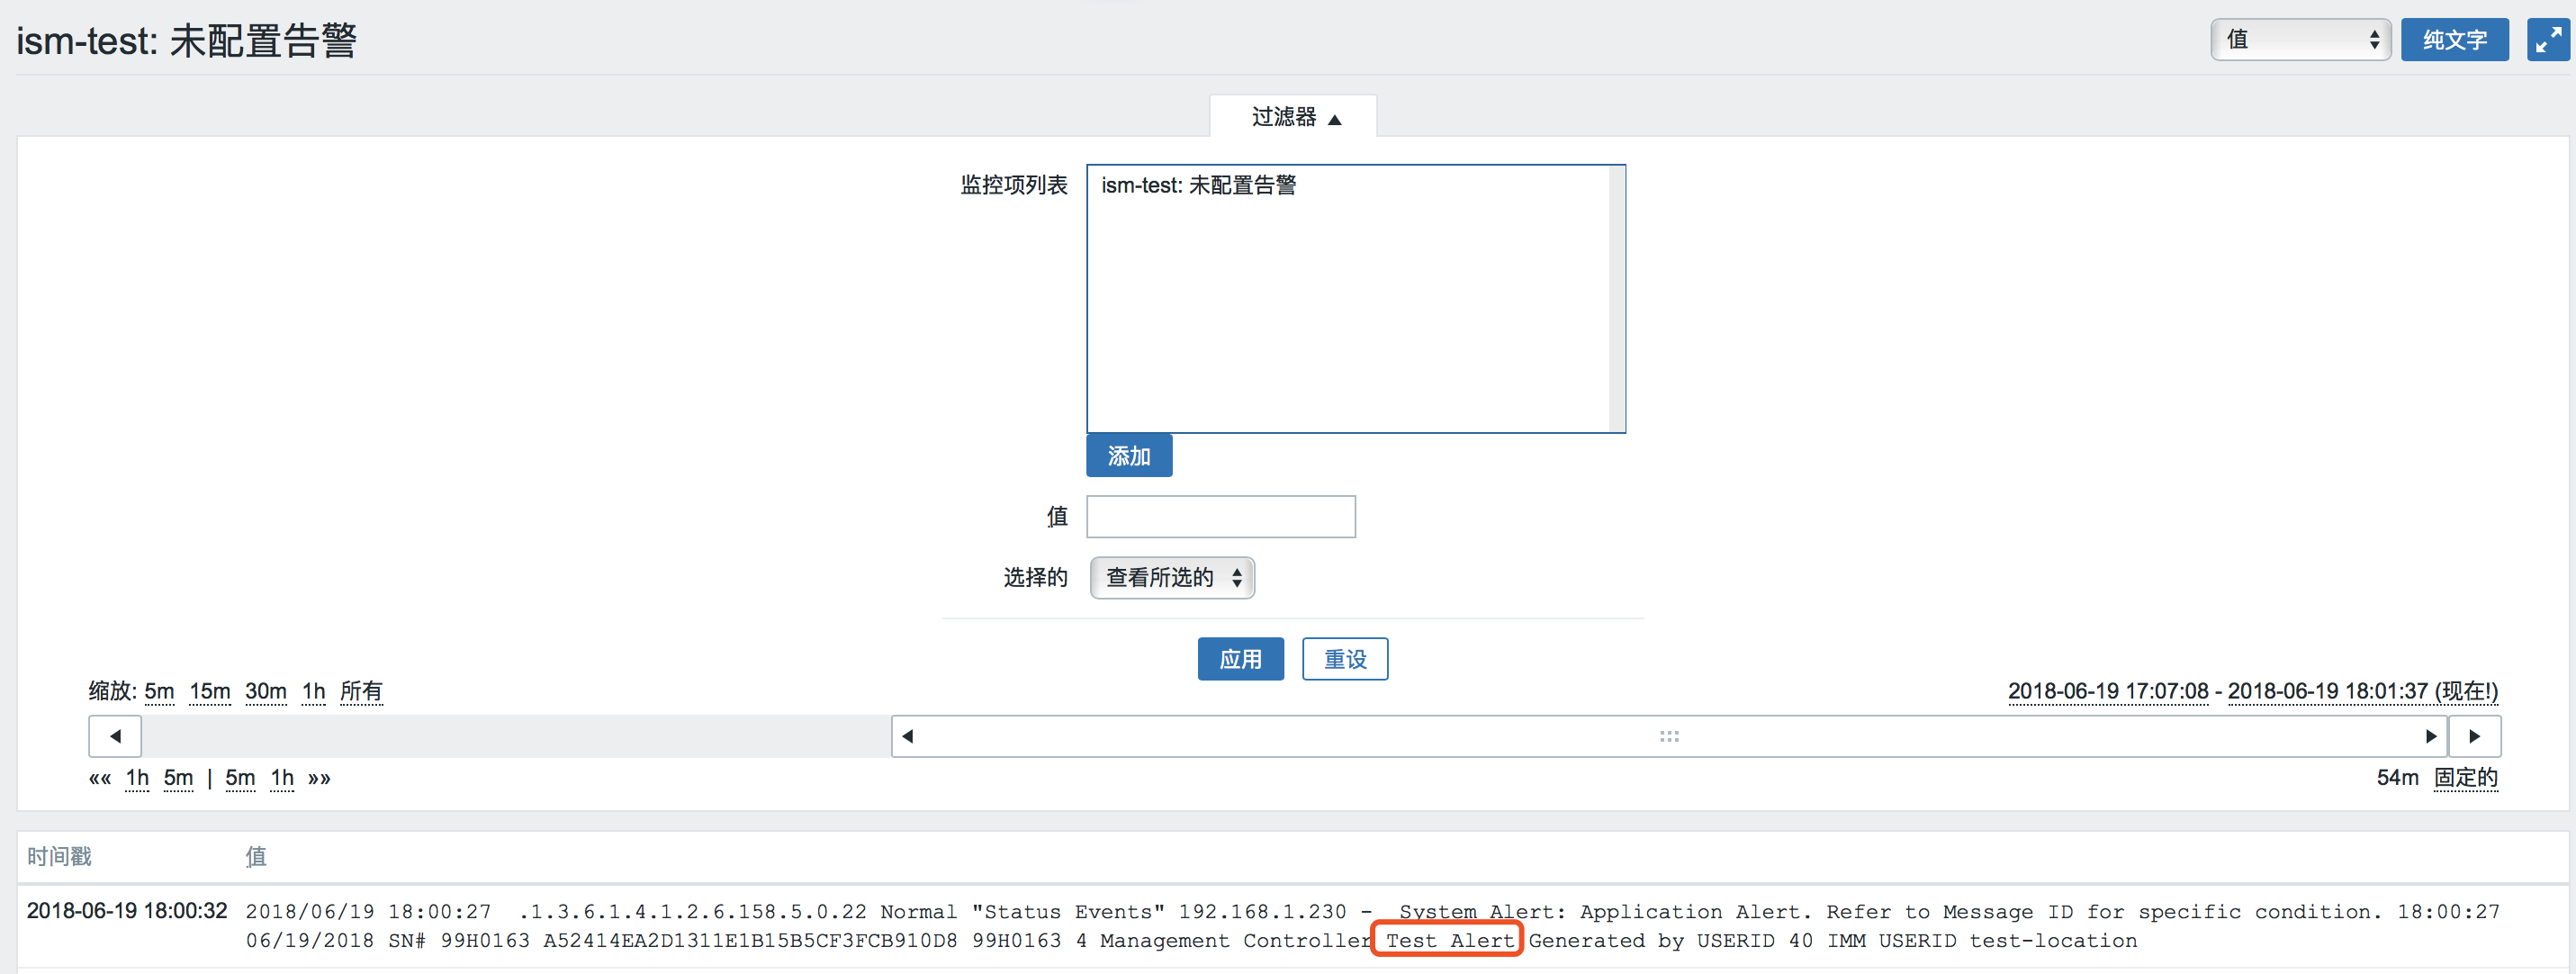 ism-test: 未配置告警
值
纯文字
过滤器
监控项列表
ism-test: 未配置告警
添加
值
选择的
查看所选的
应用
重设
缩放: 5m 15m 30m 1h 所有
2018-06-19 17:07:08 - 2018-06-19 18:01:37 (现在!)
«« 1h 5m | 5m 1h »»
54m 固定的
时间戳
值
2018-06-19 18:00:32
2018/06/19 18:00:27 .1.3.6.1.4.1.2.6.158.5.0.22 Normal "Status Events" 192.168.1.230 - System Alert: Application Alert. Refer to Message ID for specific condition. 18:00:27
06/19/2018 SN# 99H0163 A52414EA2D1311E1B15B5CF3FCB910D8 99H0163 4 Management Controller Test Alert Generated by USERID 40 IMM USERID test-location